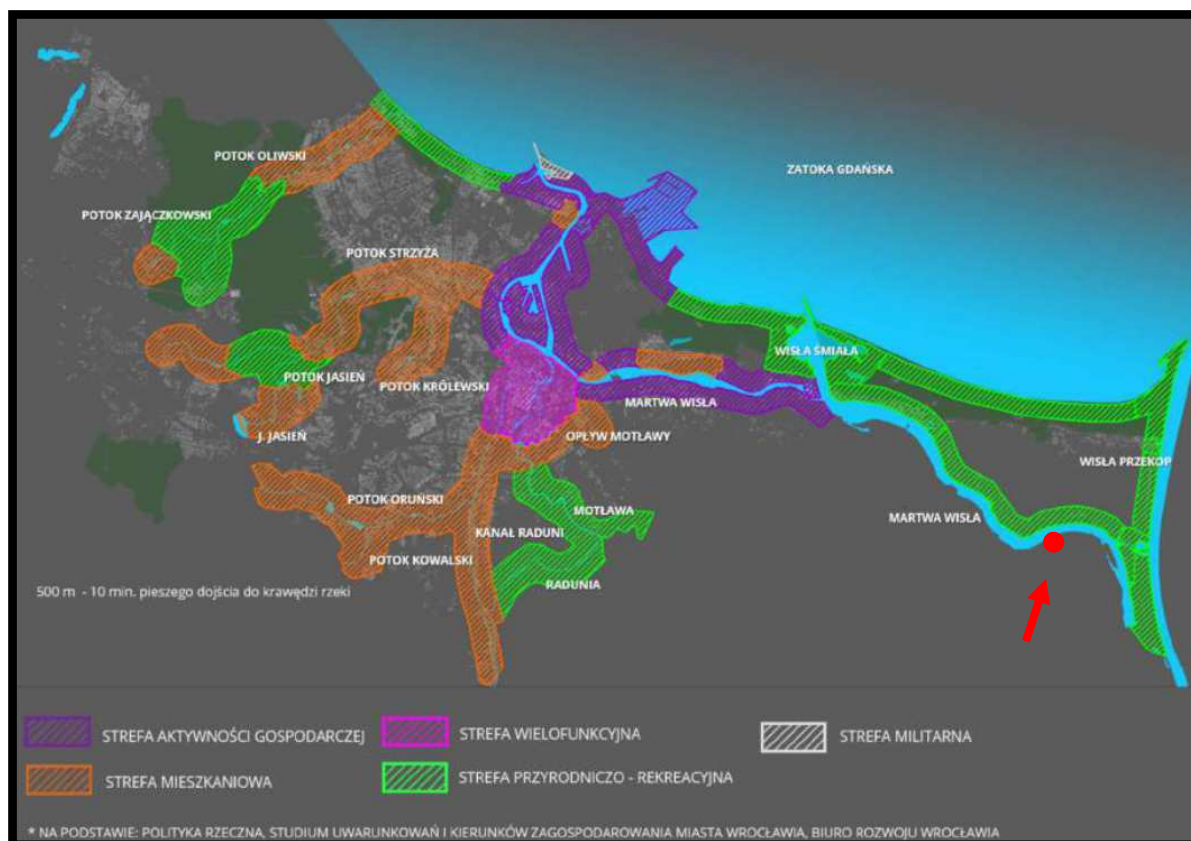 POTOK OLIWSKI
ZATOKA GDAŃSKA
POTOK ZAJĄCZKOWSKI
POTOK STRZYŻA
WISŁA ŚMIAŁA
POTOK JASIEŃ
POTOK KRÓLEWSKI
MARTWA WISŁA
J. JASIEŃ
OPŁYW MOTŁAWY
WISŁA PRZEKOP
POTOK ORUŃSKI
MOTŁAWA
MARTWA WISŁA
KANAŁ RADUNI
POTOK KOWALSKI
RADUNIA
500 m - 10 min. pieszego dojścia do krawędzi rzeki
STREFA AKTYWNOŚCI GOSPODARCZEJ
STREFA WIELOFUNKCYJNA
STREFA MILITARNA
STREFA MIESZKANIOWA
STREFA PRZYRODNICZO - REKREACYJNA
* NA PODSTAWIE: POLITYKA RZECZNA, STUDIUM UWARUNKOWAŃ I KIERUNKÓW ZAGOSPODAROWANIA MIASTA WROCŁAWIA, BIURO ROZWOJU WROCŁAWIA